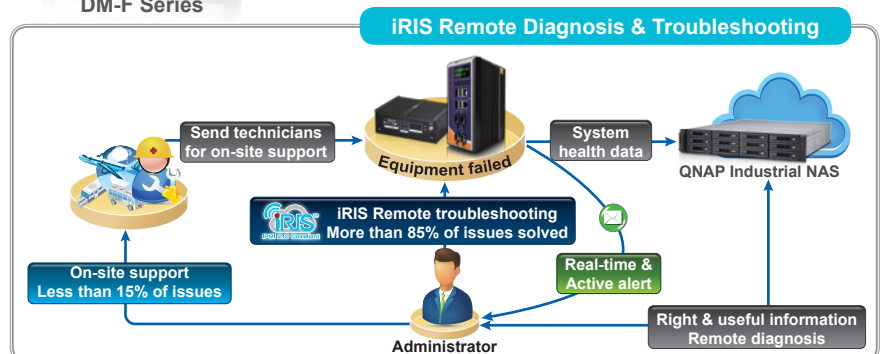 DM-F Series
iRIS Remote Diagnosis & Troubleshooting
Send technicians
for on-site support
Equipment failed
System
health data
QNAP Industrial NAS
iRIS
iRIS Remote troubleshooting
More than 85% of issues solved
On-site support
Less than 15% of issues
Real-time &
Active alert
Administrator
Right & useful information
Remote diagnosis